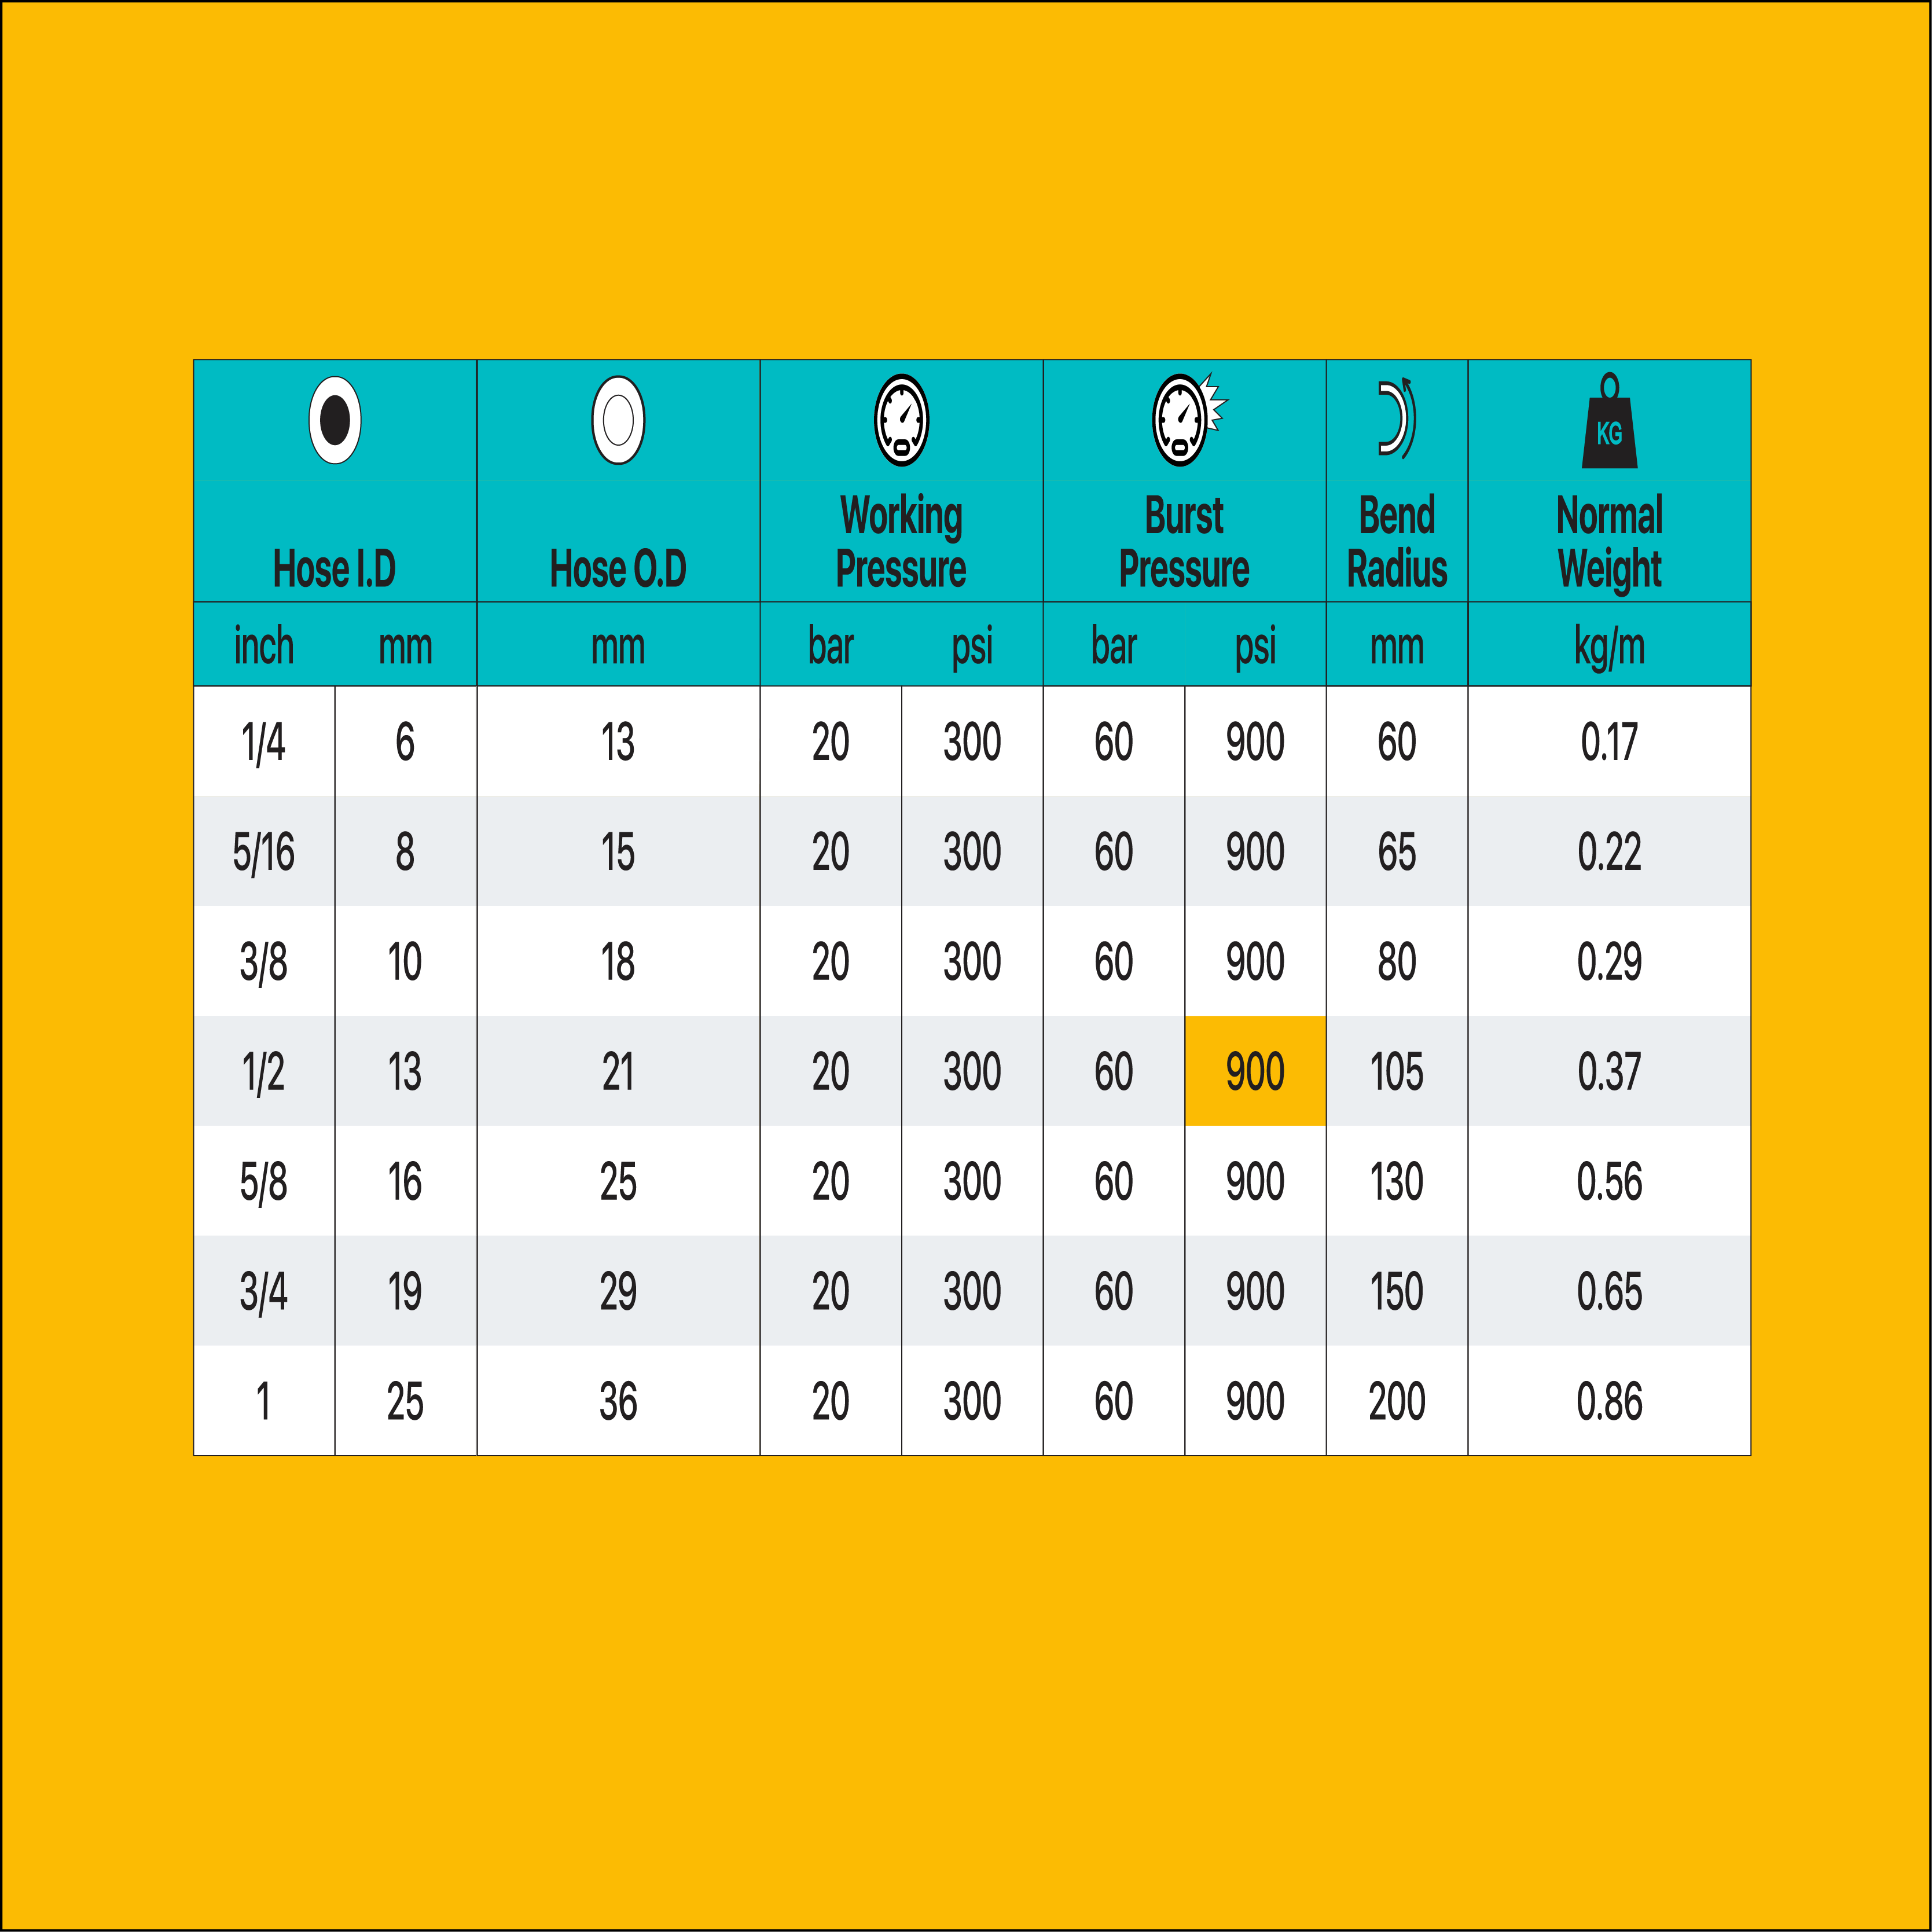 KG
Hose I.D Hose O.D Working Pressure Burst Pressure Bend Radius Normal Weight
inch mm mm bar psi bar psi mm kg/m
1/4 6 13 20 300 60 900 60 0.17
5/16 8 15 20 300 60 900 65 0.22
3/8 10 18 20 300 60 900 80 0.29
1/2 13 21 20 300 60 900 105 0.37
5/8 16 25 20 300 60 900 130 0.56
3/4 19 29 20 300 60 900 150 0.65
1 25 36 20 300 60 900 200 0.86